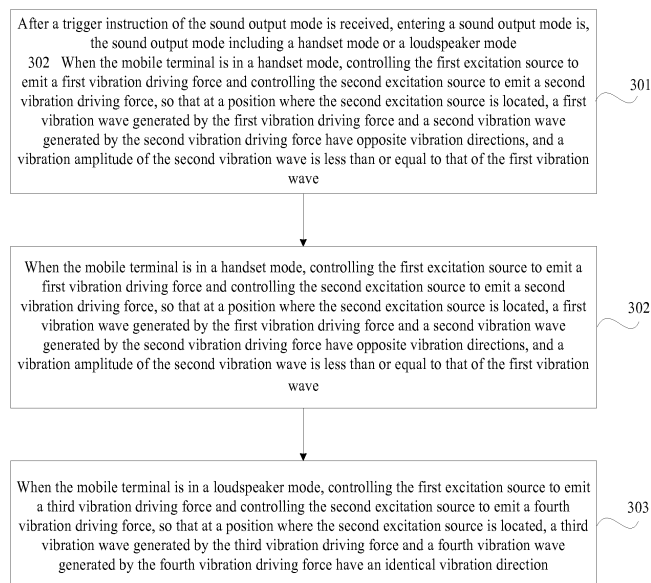 After a trigger instruction of the sound output mode is received, entering a sound output mode is,
the sound output mode including a handset mode or a loudspeaker mode
302 When the mobile terminal is in a handset mode, controlling the first excitation source to
emit a first vibration driving force and controlling the second excitation source to emit a second
vibration driving force, so that at a position where the second excitation source is located, a first
vibration wave generated by the first vibration driving force and a second vibration wave
generated by the second vibration driving force have opposite vibration directions, and a
vibration amplitude of the second vibration wave is less than or equal to that of the first vibration
wave
301
When the mobile terminal is in a handset mode, controlling the first excitation source to emit a
first vibration driving force and controlling the second excitation source to emit a second
vibration driving force, so that at a position where the second excitation source is located, a first
vibration wave generated by the first vibration driving force and a second vibration wave
generated by the second vibration driving force have opposite vibration directions, and a
vibration amplitude of the second vibration wave is less than or equal to that of the first vibration
wave
302
When the mobile terminal is in a loudspeaker mode, controlling the first excitation source to emit
a third vibration driving force and controlling the second excitation source to emit a fourth
vibration driving force, so that at a position where the second excitation source is located, a third
vibration wave generated by the third vibration driving force and a fourth vibration wave
generated by the fourth vibration driving force have an identical vibration direction
303